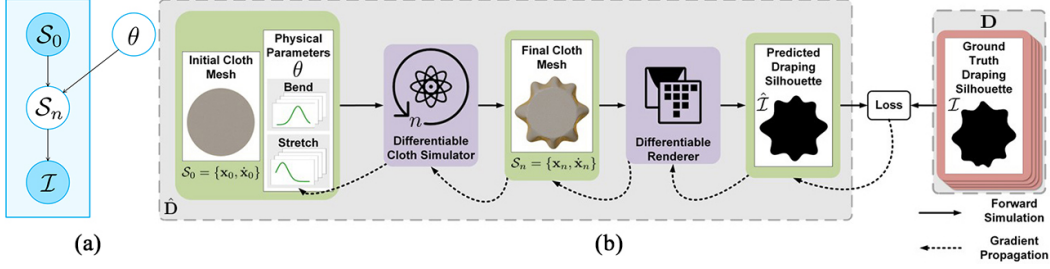 S₀
θ
Sₙ
I
(a)
Initial Cloth
Mesh
S₀ = {x₀, ẋ₀}
Physical
Parameters
θ
Bend
Stretch
D̂
n
Differentiable
Cloth Simulator
Final Cloth
Mesh
Sₙ = {xₙ, ẋₙ}
Differentiable
Renderer
Predicted
Draping
Silhouette
Î
Loss
D
Ground
Truth
Draping
Silhouette
I
Forward
Simulation
Gradient
Propagation
(b)